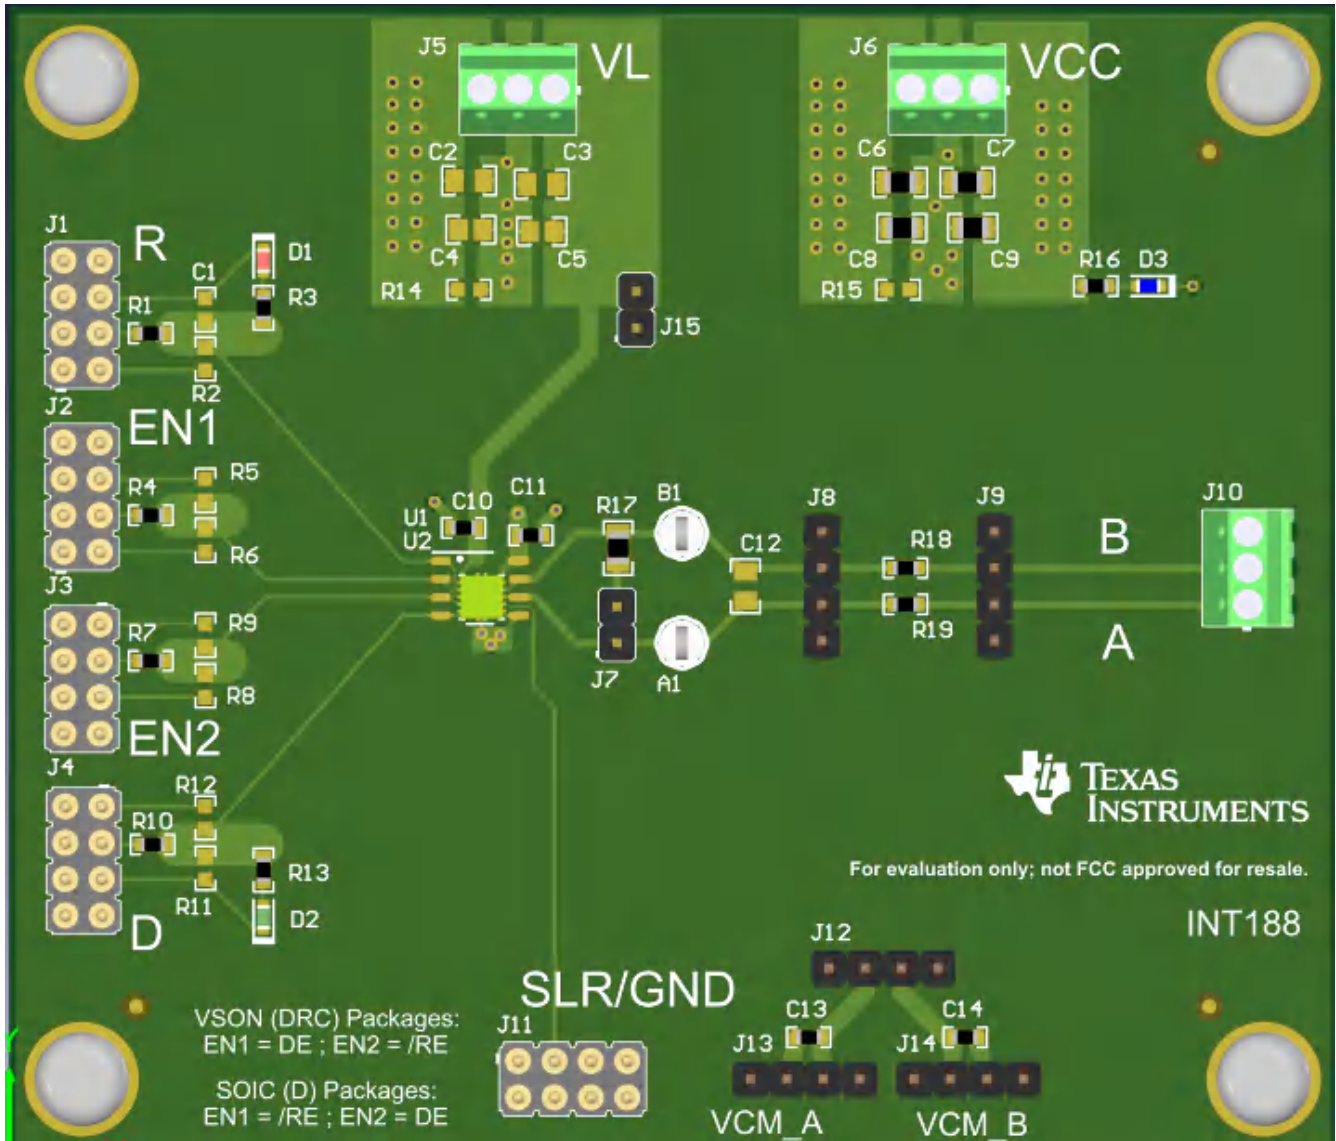 J5
VL
J6
VCC
C2
C3
C6
C7
J1
R
C1
D1
C4
C5
C8
C9
R16
D3
R1
R3
R14
R15
J15
R2
J2
EN1
R4
R5
R6
U1
U2
C10
C11
R17
B1
J8
J9
J10
C12
R18
B
J3
R7
R9
R8
R19
A
J7
A1
EN2
J4
R12
R10
TEXAS
INSTRUMENTS
R13
For evaluation only; not FCC approved for resale.
R11
D2
D
INT188
J12
SLR/GND
VSON (DRC) Packages:
EN1 = DE ; EN2 = /RE
J11
C13
C14
J13
J14
SOIC (D) Packages:
EN1 = /RE ; EN2 = DE
VCM_A
VCM_B
Y